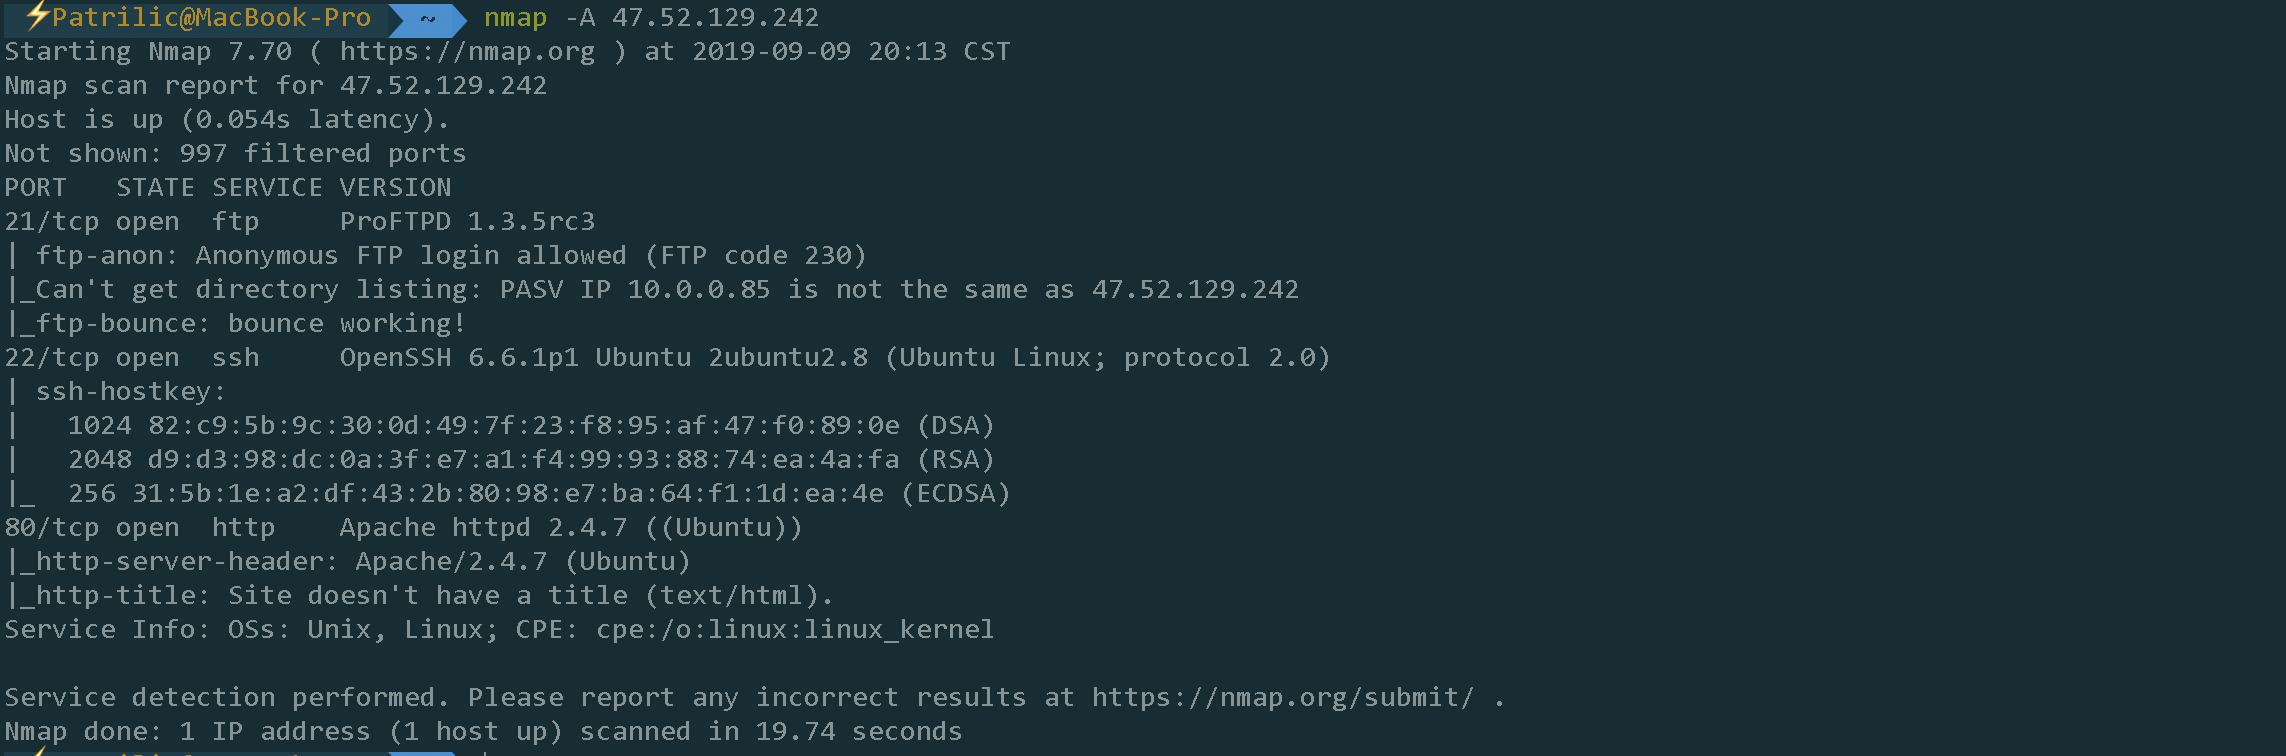 ⚡Patrilic@MacBook-Pro ~ nmap -A 47.52.129.242
Starting Nmap 7.70 ( https://nmap.org ) at 2019-09-09 20:13 CST
Nmap scan report for 47.52.129.242
Host is up (0.054s latency).
Not shown: 997 filtered ports
PORT   STATE SERVICE VERSION
21/tcp open  ftp     ProFTPD 1.3.5rc3
| ftp-anon: Anonymous FTP login allowed (FTP code 230)
|_Can't get directory listing: PASV IP 10.0.0.85 is not the same as 47.52.129.242
|_ftp-bounce: bounce working!
22/tcp open  ssh     OpenSSH 6.6.1p1 Ubuntu 2ubuntu2.8 (Ubuntu Linux; protocol 2.0)
| ssh-hostkey:
|   1024 82:c9:5b:9c:30:0d:49:7f:23:f8:95:af:47:f0:89:0e (DSA)
|   2048 d9:d3:98:dc:0a:3f:e7:a1:f4:99:93:88:74:ea:4a:fa (RSA)
|_  256 31:5b:1e:a2:df:43:2b:80:98:e7:ba:64:f1:1d:ea:4e (ECDSA)
80/tcp open  http    Apache httpd 2.4.7 ((Ubuntu))
|_http-server-header: Apache/2.4.7 (Ubuntu)
|_http-title: Site doesn't have a title (text/html).
Service Info: OSs: Unix, Linux; CPE: cpe:/o:linux:linux_kernel
Service detection performed. Please report any incorrect results at https://nmap.org/submit/ .
Nmap done: 1 IP address (1 host up) scanned in 19.74 seconds